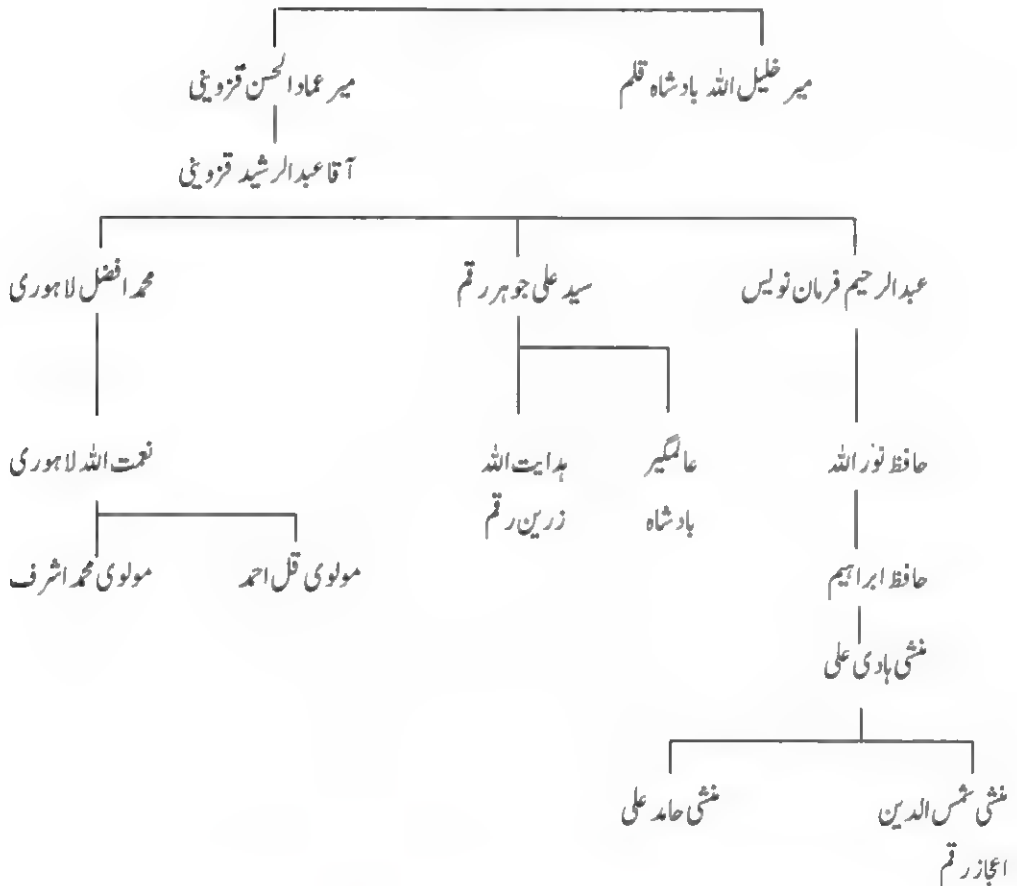 میر خلیل اللہ بادشاہ قلم
میر عماد الحسن قزوینی
آقا عبدالرشید قزوینی
عبدالرحیم فرمان نویس
سید علی جوہر رقم
محمد افضل لاہوری
حافظ نور اللہ
عالمگیر
بادشاہ
ہدایت اللہ
زرین رقم
نعمت اللہ لاہوری
حافظ ابراہیم
مولوی قل احمد
مولوی محمد اشرف
منشی ہادی علی
منشی شمس الدین
اعجاز رقم
منشی حامد علی